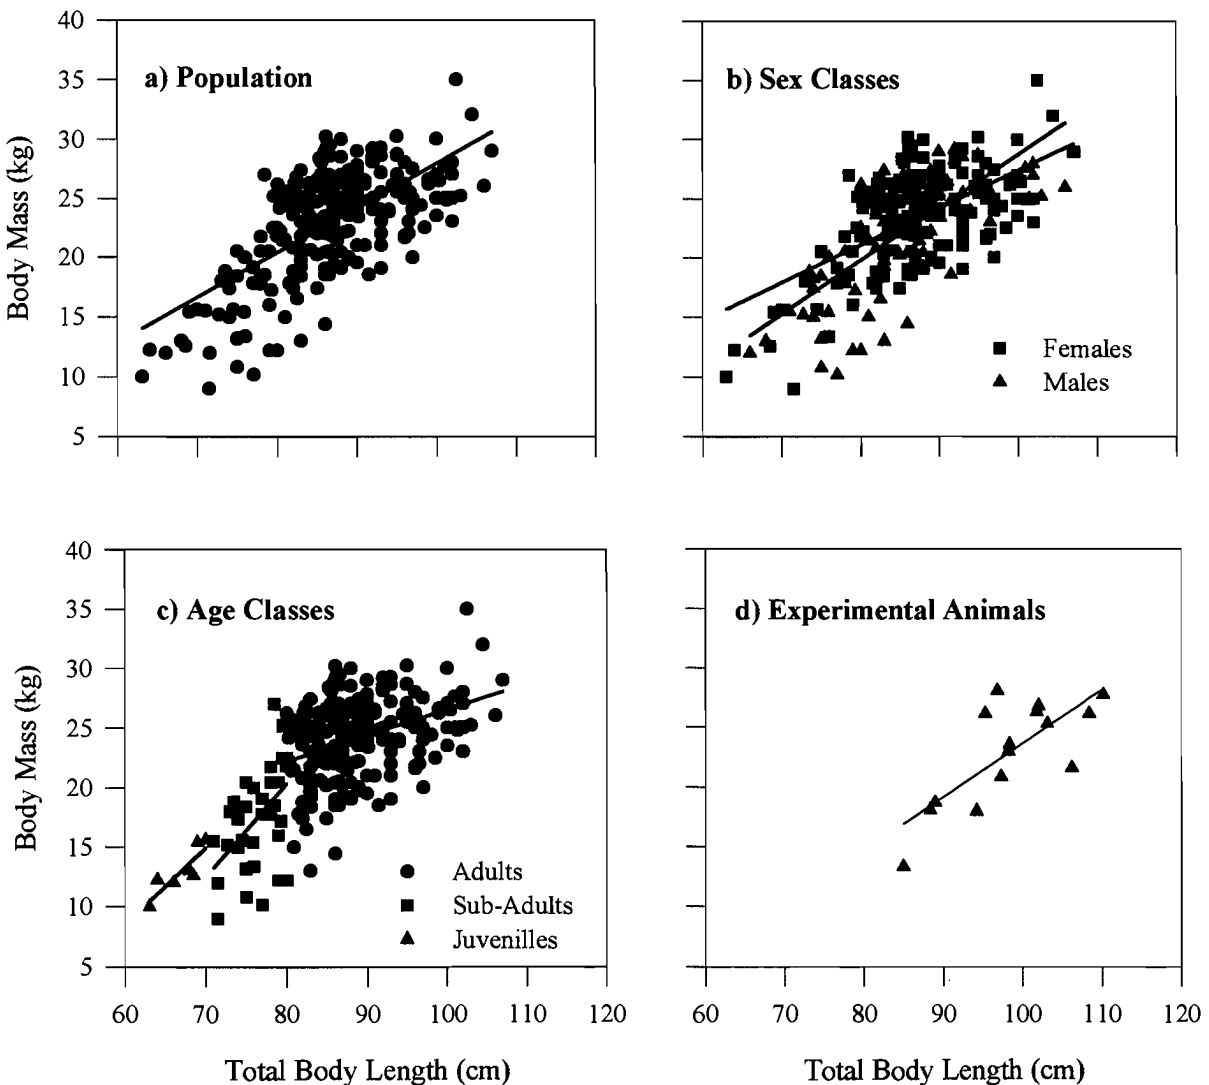 40
35
30
25
20
15
10
5
Body Mass (kg)
a) Population
b) Sex Classes
Females
Males
40
35
30
25
20
15
10
5
Body Mass (kg)
c) Age Classes
Adults
Sub-Adults
Juvenilles
60 70 80 90 100 110 120
Total Body Length (cm)
d) Experimental Animals
60 70 80 90 100 110 120
Total Body Length (cm)